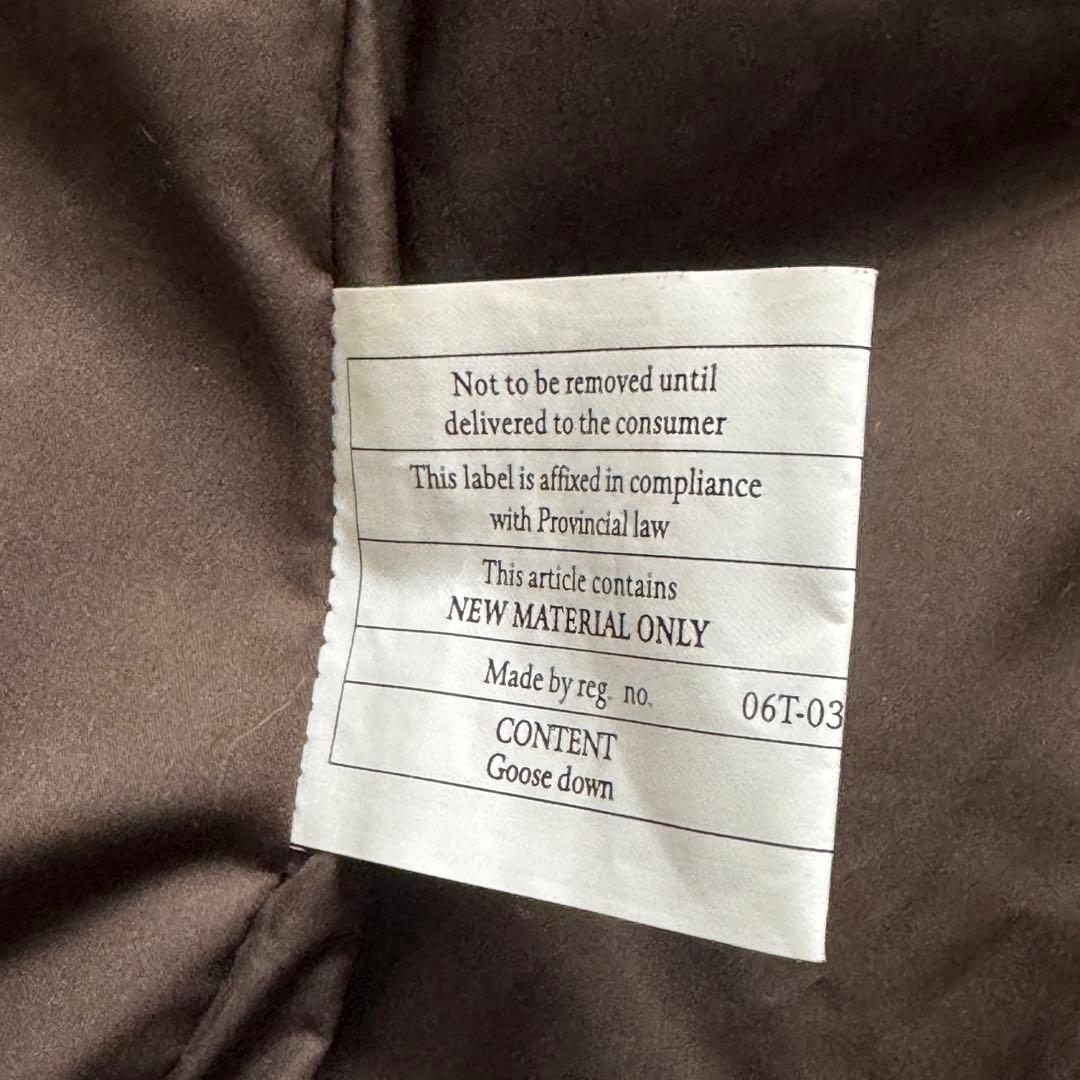 Not to be removed until
delivered to the consumer
This label is affixed in compliance
with Provincial law
This article contains
NEW MATERIAL ONLY
Made by reg. no. 06T-03
CONTENT
Goose down